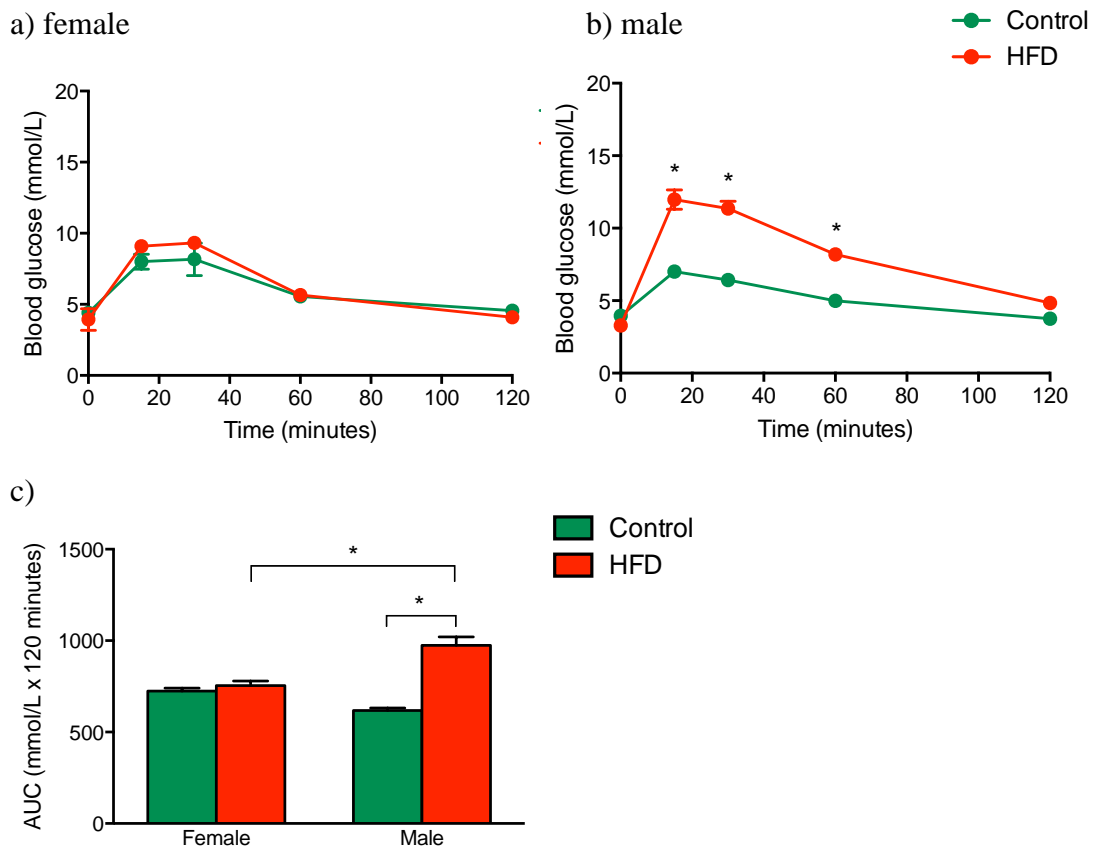 a) female
b) male
Control
HFD
20
15
10
5
0
Blood glucose (mmol/L)
0 20 40 60 80 100 120
Time (minutes)
20
15
10
5
0
Blood glucose (mmol/L)
* * *
0 20 40 60 80 100 120
Time (minutes)
c)
Control
HFD
1500
1000
500
0
AUC (mmol/L x 120 minutes)
*
*
Female Male